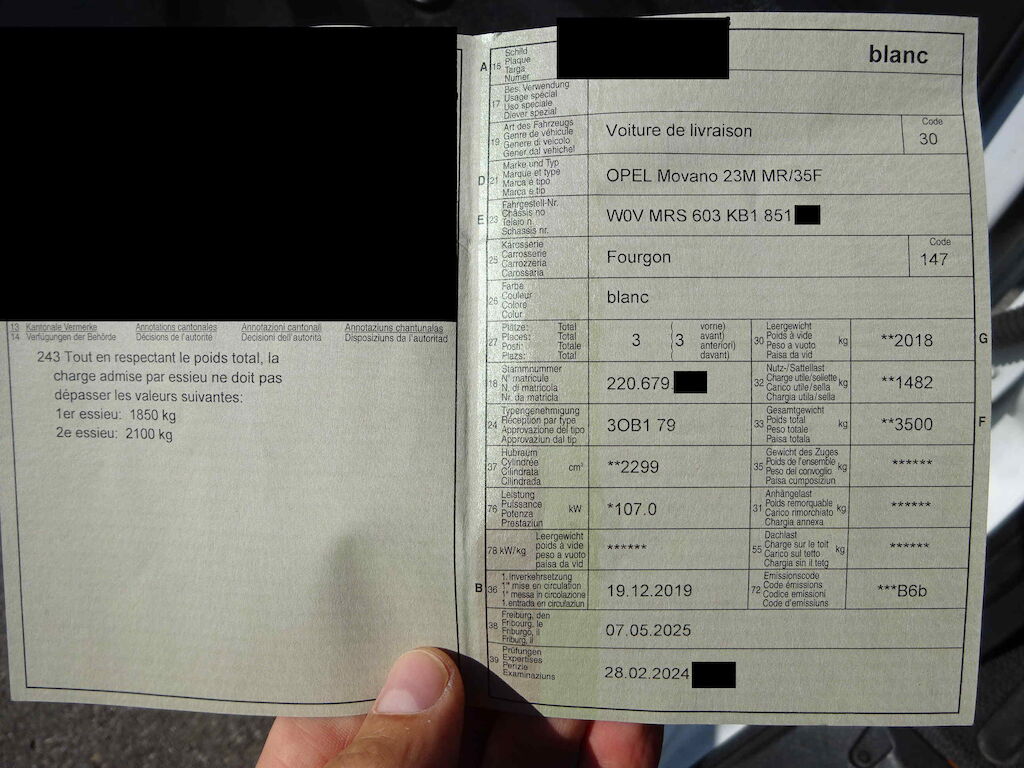 13 Kantonale Vermerke Annotations cantonales Annotazioni cantonali Annotaziuns chantunalas
14 Verfügungen der Behörde Décisions de l'autorité Decisioni dell'autorità Disposiziuns da l'autoritad
243 Tout en respectant le poids total, la
charge admise par essieu ne doit pas
dépasser les valeurs suivantes:
1er essieu: 1850 kg
2e essieu: 2100 kg
Schild
Plaque
Targa
Numer
A 15
blanc
Bes. Verwendung
Usage spécial
Uso speciale
Diever spezial
17
Art des Fahrzeugs
Genre de véhicule
Genere di veicolo
Gener dal vehichel
19
Voiture de livraison
Code
30
Marke und Typ
Marque et type
Marca e tipo
Marca e tip
D 21
OPEL Movano 23M MR/35F
Fahrgestell-Nr.
Châssis no
Telaio n.
Schassis nr.
E 23
W0V MRS 603 KB1 851
Karosserie
Carrosserie
Carrozzeria
Carossaria
25
Fourgon
Code
147
Farbe
Couleur
Colore
Colur
26
blanc
Plätze: Total
Places: Total
Posti: Totale
Plazs: Total
27
3 ( 3 vorne)
avant)
anteriori)
davant)
Leergewicht
Poids à vide
Peso a vuoto
Paisa da vid
30 kg
**2018
G
Stammnummer
N° matricule
N. di matricola
Nr. da matricla
18
220.679.
Nutz-/Sattellast
Charge utile/sellette
Carico utile/sella
Chargia utila/sella
32 kg
**1482
Typengenehmigung
Réception par type
Approvazione del tipo
Approvaziun dal tip
24
3OB1 79
Gesamtgewicht
Poids total
Peso totale
Paisa totala
33 kg
**3500
F
Hubraum
Cylindrée
Cilindrata
Cilindrada
37 cm³
**2299
Gewicht des Zuges
Poids de l'ensemble
Peso del convoglio
Paisa cumposiziun
35 kg
******
Leistung
Puissance
Potenza
Prestaziun
76 kW
*107.0
Anhängelast
Poids remorquable
Carico rimorchiato
Chargia annexa
31 kg
******
Leergewicht
poids à vide
peso a vuoto
paisa da vid
78 kW/kg
******
Dachlast
Charge sur le toit
Carico sul tetto
Chargia sin il tetg
55 kg
******
1. Inverkehrsetzung
1re mise en circulation
1a messa in circolazione
1. entrada en circulaziun
B 36
19.12.2019
Emissionscode
Code émissions
Codice emissioni
Code d'emissiuns
72
***B6b
Freiburg, den
Fribourg, le
Friburgo, il
Friburg, il
38
07.05.2025
Prüfungen
Expertises
Perizie
Examinaziuns
39
28.02.2024